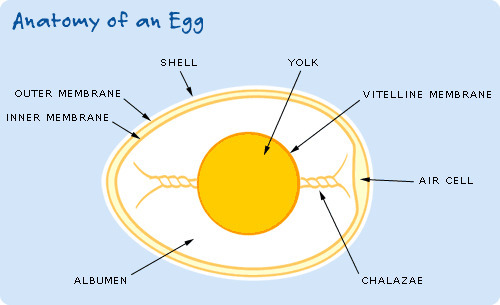 Anatomy of an Egg
SHELL
YOLK
OUTER MEMBRANE
VITELLINE MEMBRANE
INNER MEMBRANE
AIR CELL
ALBUMEN
CHALAZAE